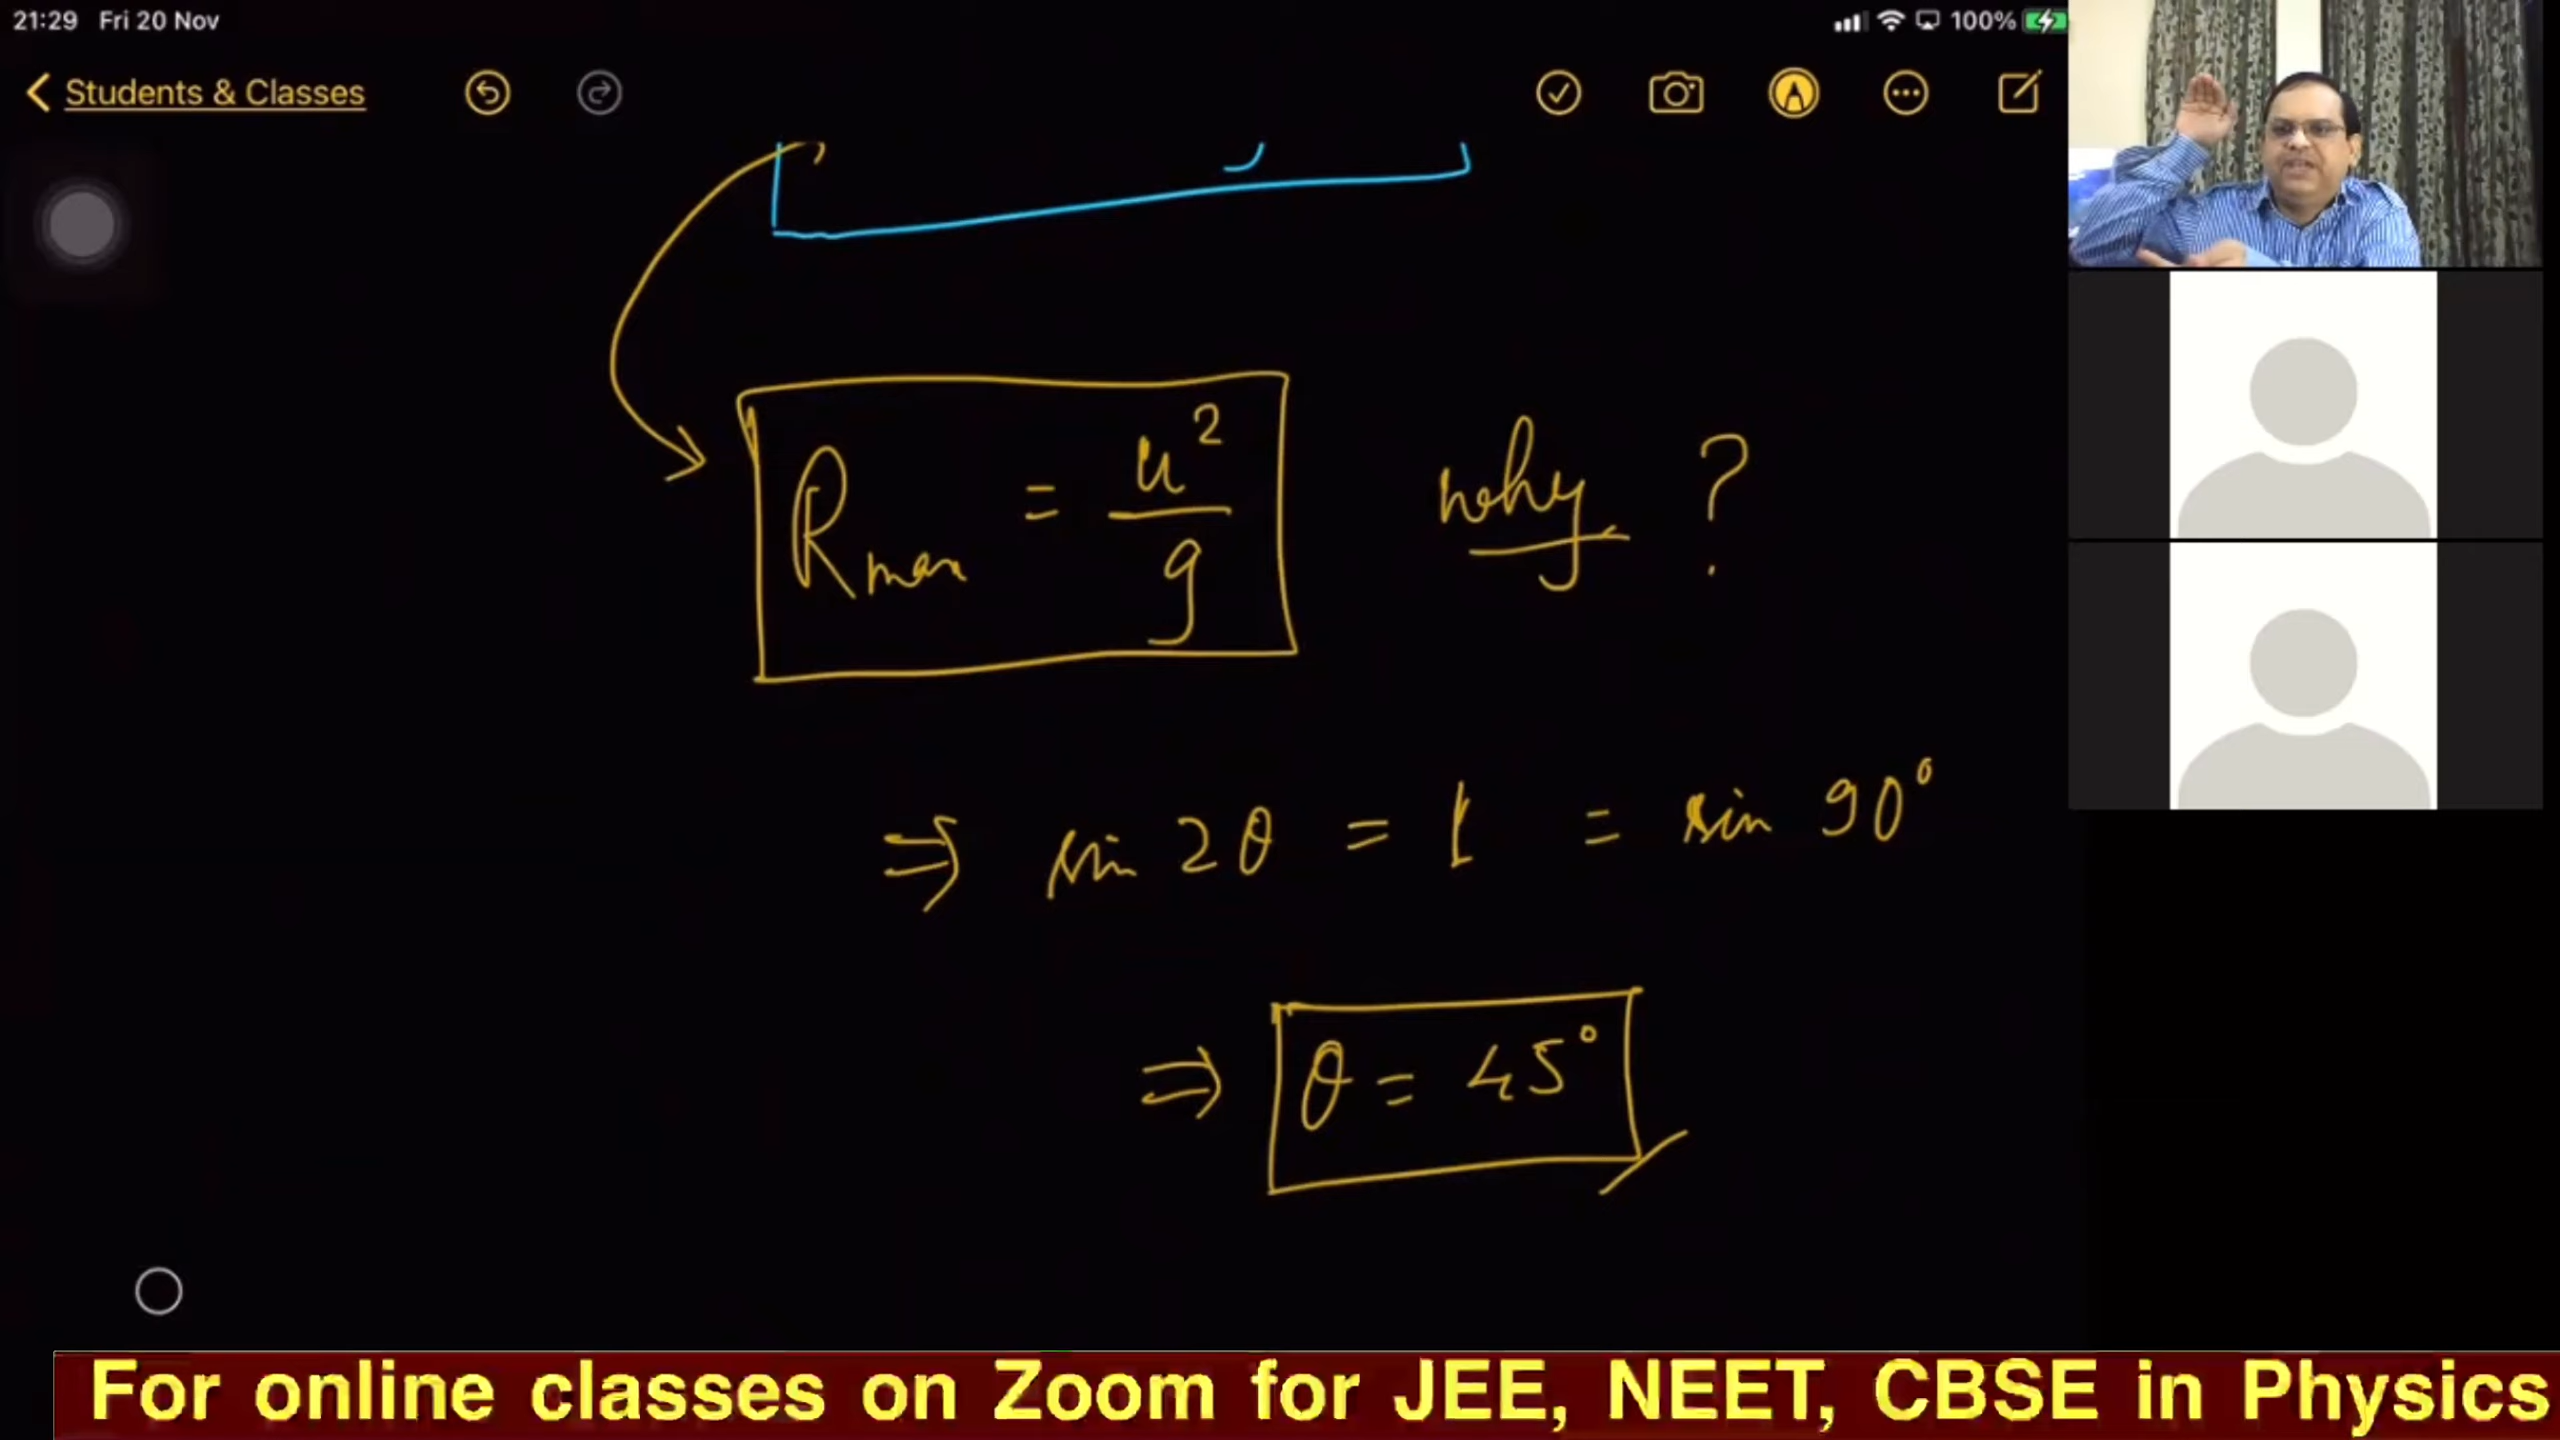 21:29 Fri 20 Nov 100%
Students & Classes
Rmax = u²/g why ?
⇒ sin 2θ = 1 = sin 90°
⇒ θ = 45°
For online classes on Zoom for JEE, NEET, CBSE in Physics